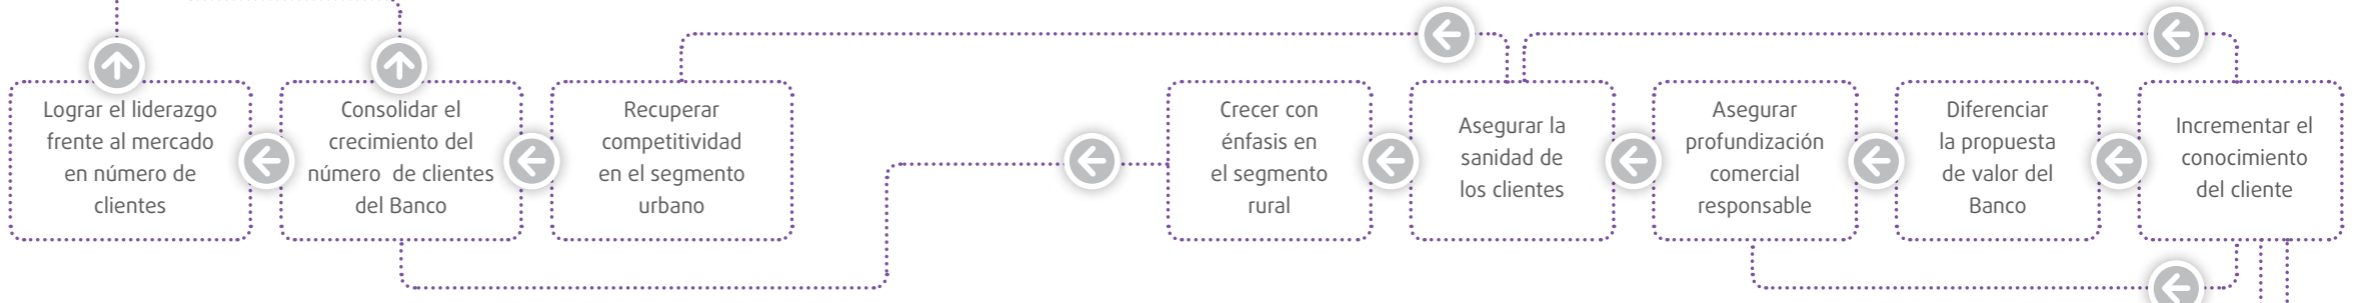 Lograr el liderazgo
frente al mercado
en número de
clientes
Consolidar el
crecimiento del
número de clientes
del Banco
Recuperar
competitividad
en el segmento
urbano
Crecer con
énfasis en
el segmento
rural
Asegurar la
sanidad de
los clientes
Asegurar
profundización
comercial
responsable
Diferenciar
la propuesta
de valor del
Banco
Incrementar el
conocimiento
del cliente